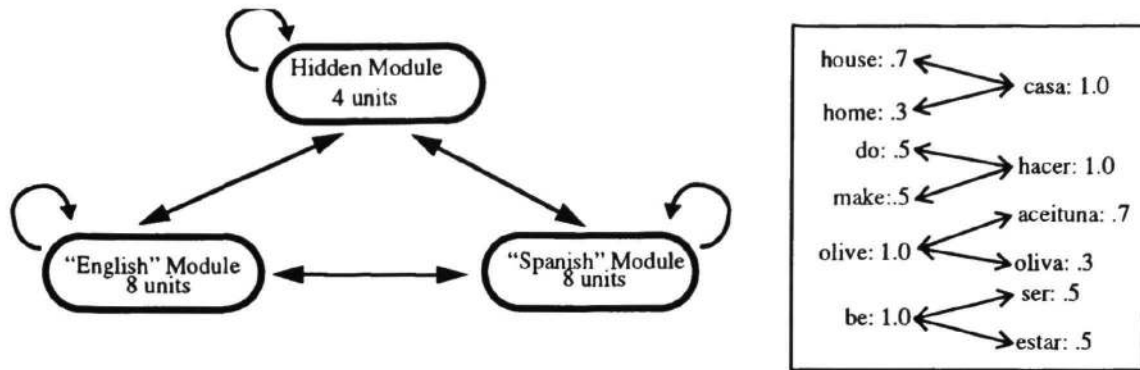 Hidden Module
4 units
"English" Module
8 units
"Spanish" Module
8 units
house: .7
casa: 1.0
home: .3
do: .5
hacer: 1.0
make:.5
aceituna: .7
olive: 1.0
oliva: .3
ser: .5
be: 1.0
estar: .5